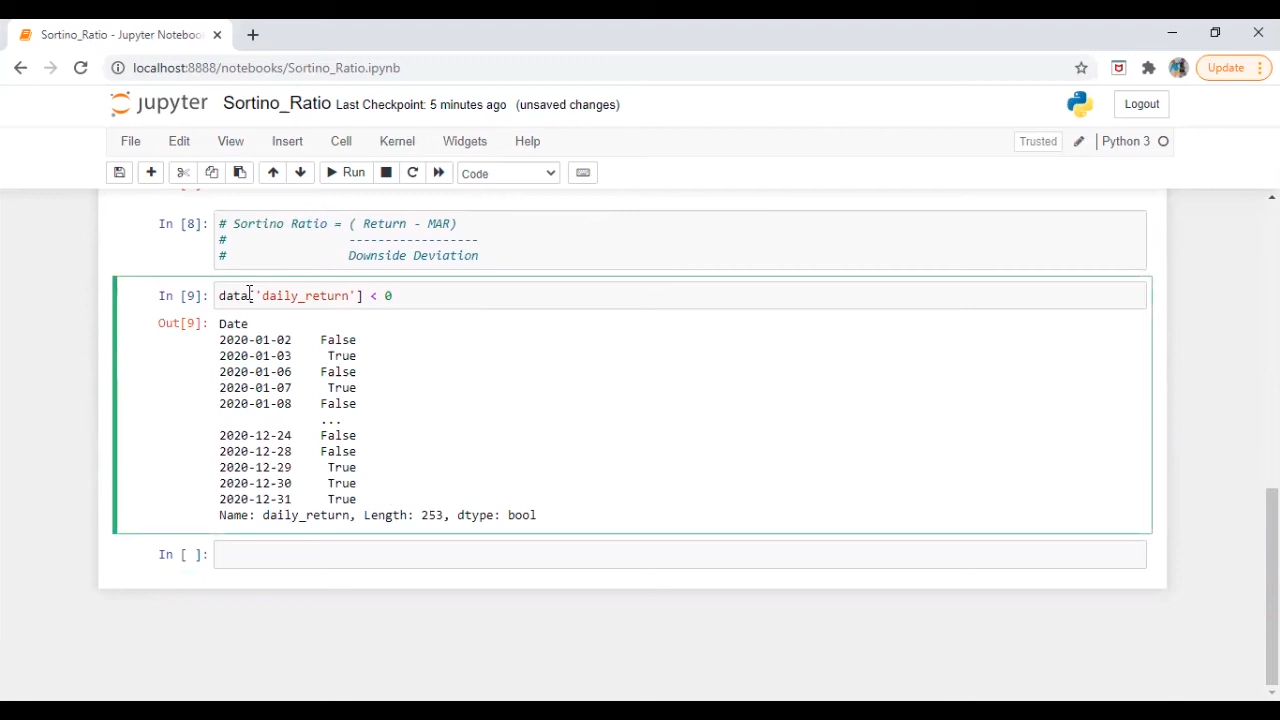 Sortino_Ratio - Jupyter Noteboo
localhost:8888/notebooks/Sortino_Ratio.ipynb
Update
jupyter Sortino_Ratio Last Checkpoint: 5 minutes ago (unsaved changes)
Logout
File Edit View Insert Cell Kernel Widgets Help
Trusted Python 3
Run Code
In [8]: # Sortino Ratio = ( Return - MAR)
# ------------------
# Downside Deviation
In [9]: data['daily_return'] < 0
Out[9]: Date
2020-01-02 False
2020-01-03 True
2020-01-06 False
2020-01-07 True
2020-01-08 False
...
2020-12-24 False
2020-12-28 False
2020-12-29 True
2020-12-30 True
2020-12-31 True
Name: daily_return, Length: 253, dtype: bool
In [ ]: